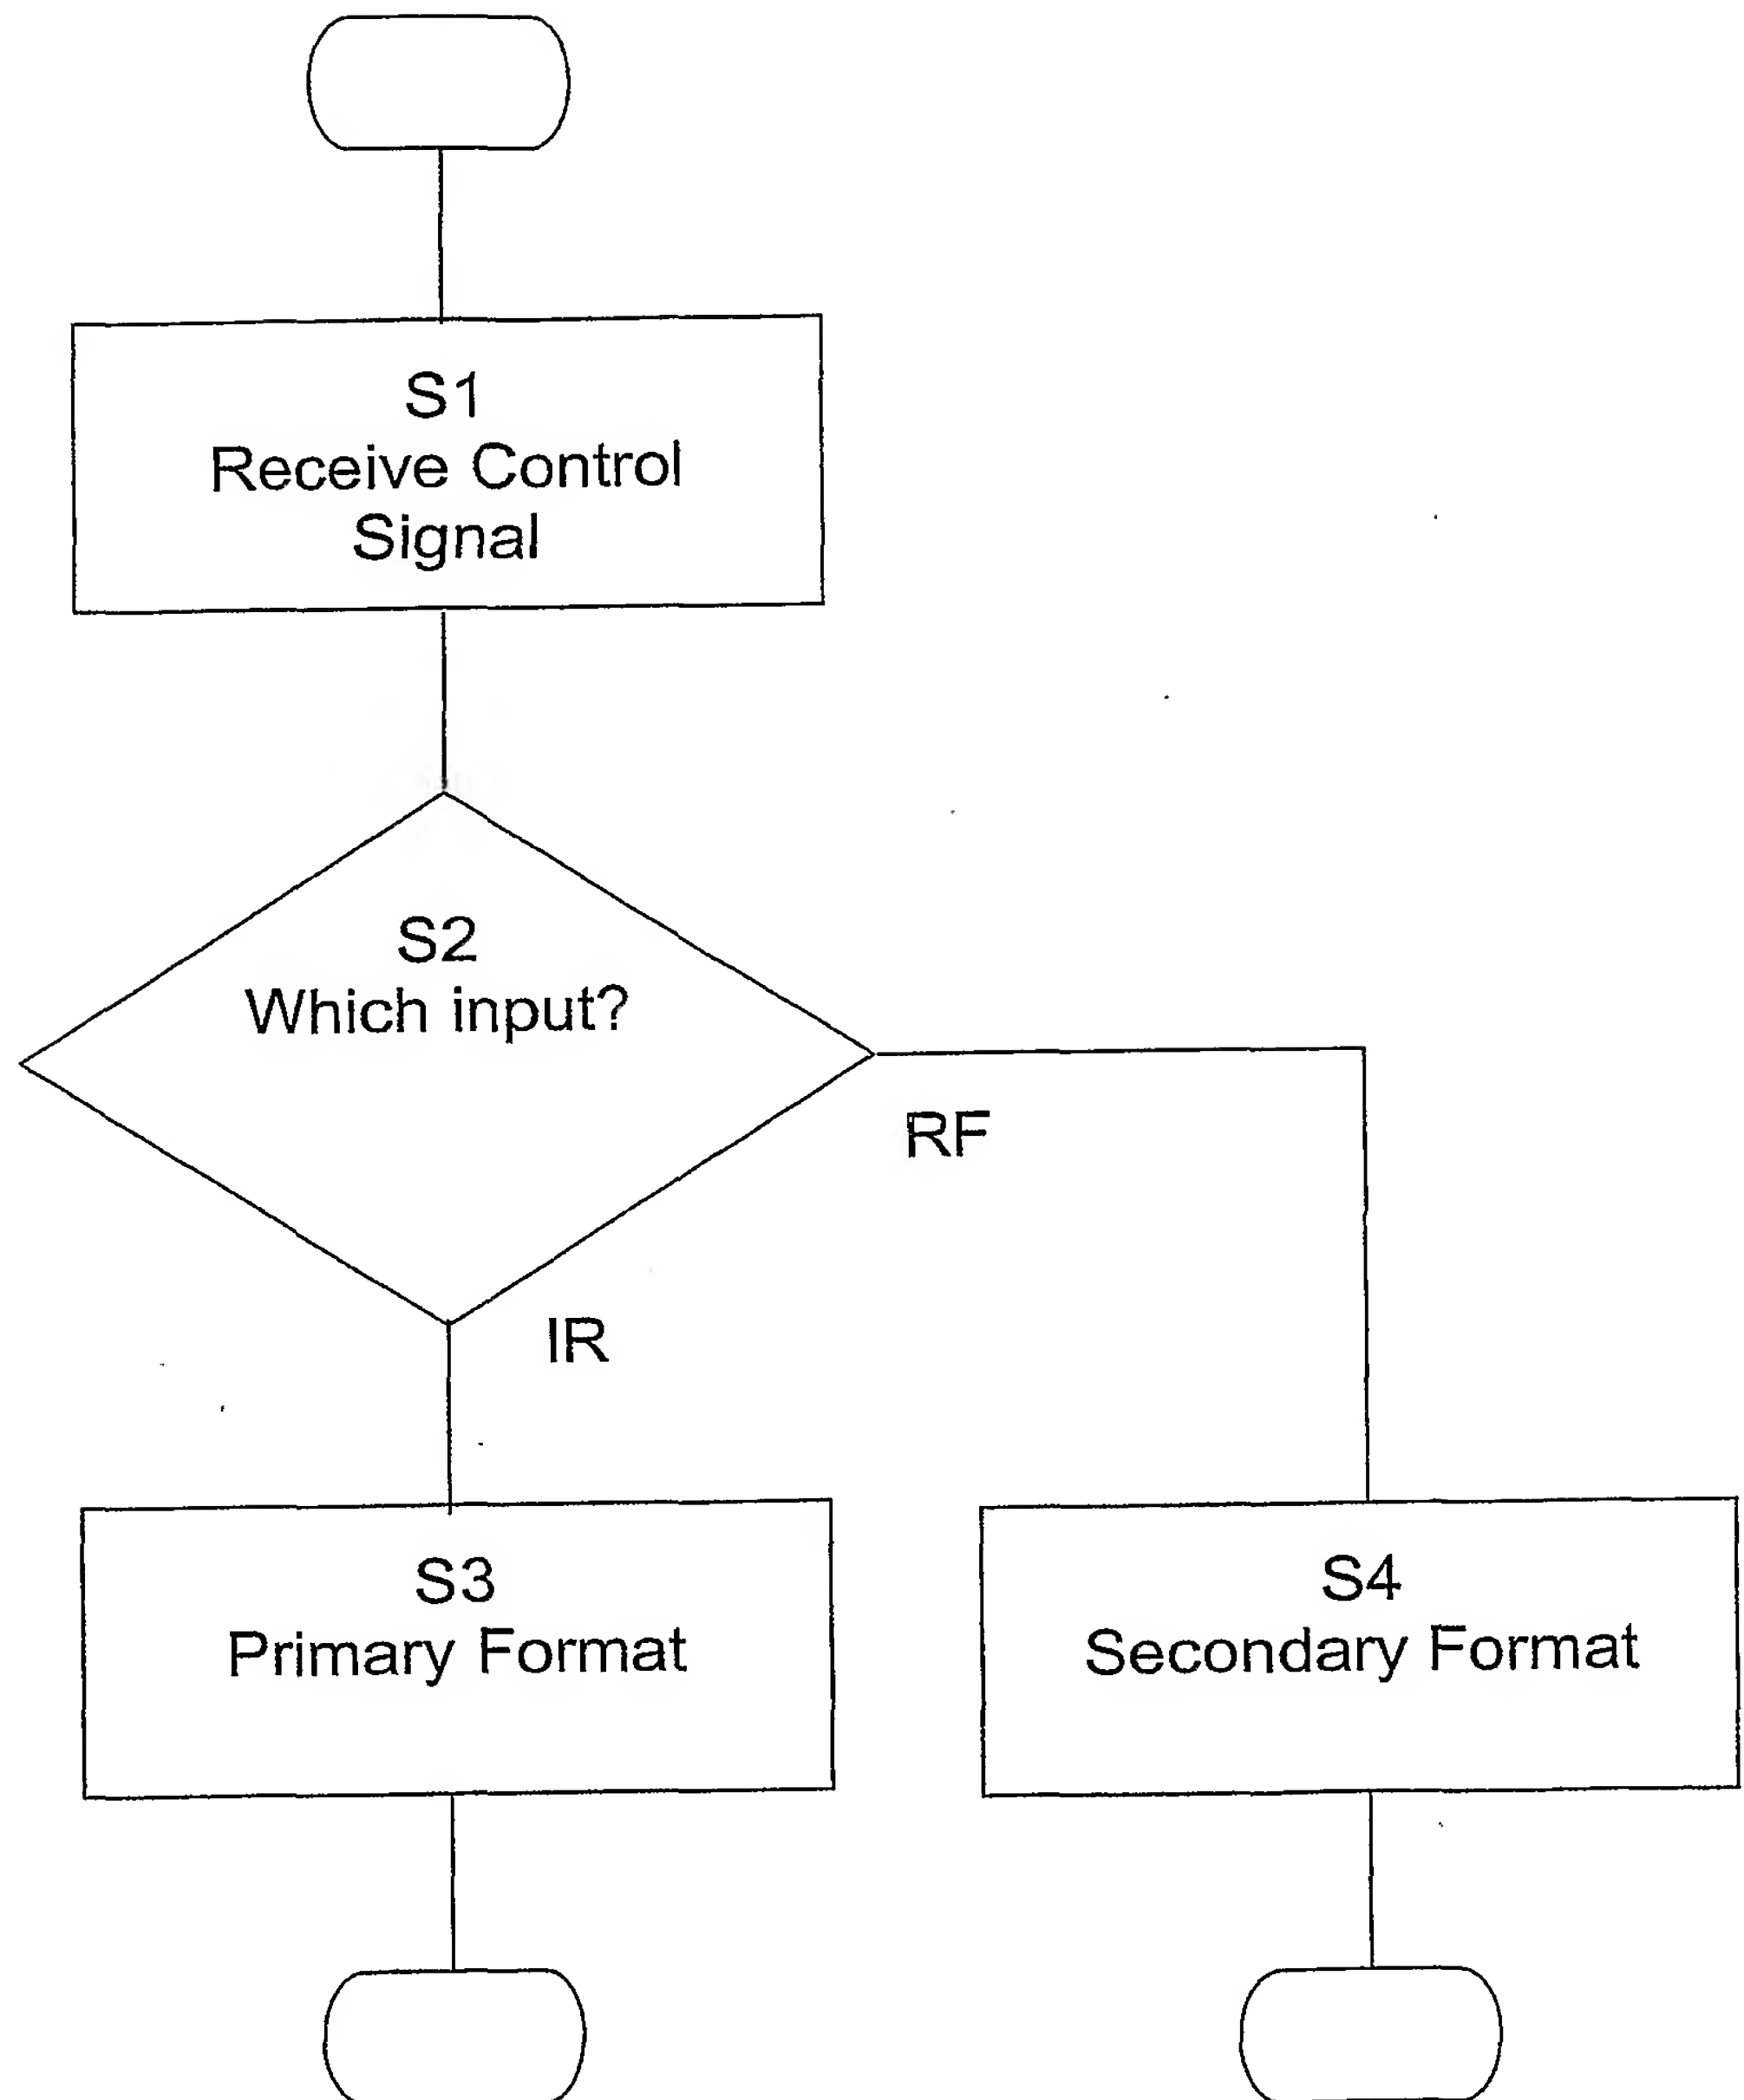 S1
Receive Control
Signal
S2
Which input?
RF
IR
S3
Primary Format
S4
Secondary Format